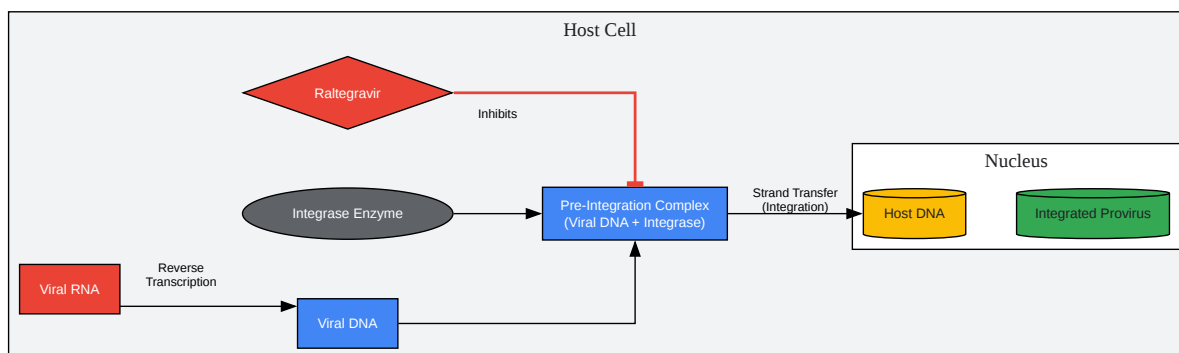 Host Cell
Raltegravir
Inhibits
Nucleus
Integrase Enzyme
Pre-Integration Complex
(Viral DNA + Integrase)
Strand Transfer
(Integration)
Host DNA
Integrated Provirus
Viral RNA
Reverse
Transcription
Viral DNA